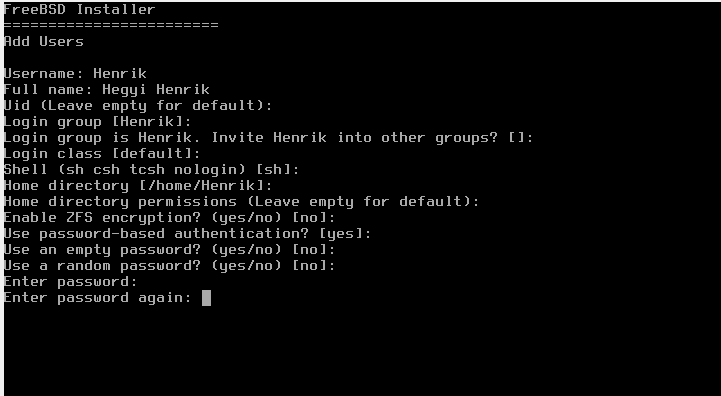 FreeBSD Installer
========================
Add Users

Username: Henrik
Full name: Hegyi Henrik
Uid (Leave empty for default):
Login group [Henrik]:
Login group is Henrik. Invite Henrik into other groups? []:
Login class [default]:
Shell (sh csh tcsh nologin) [sh]:
Home directory [/home/Henrik]:
Home directory permissions (Leave empty for default):
Enable ZFS encryption? (yes/no) [no]:
Use password-based authentication? [yes]:
Use an empty password? (yes/no) [no]:
Use a random password? (yes/no) [no]:
Enter password:
Enter password again: